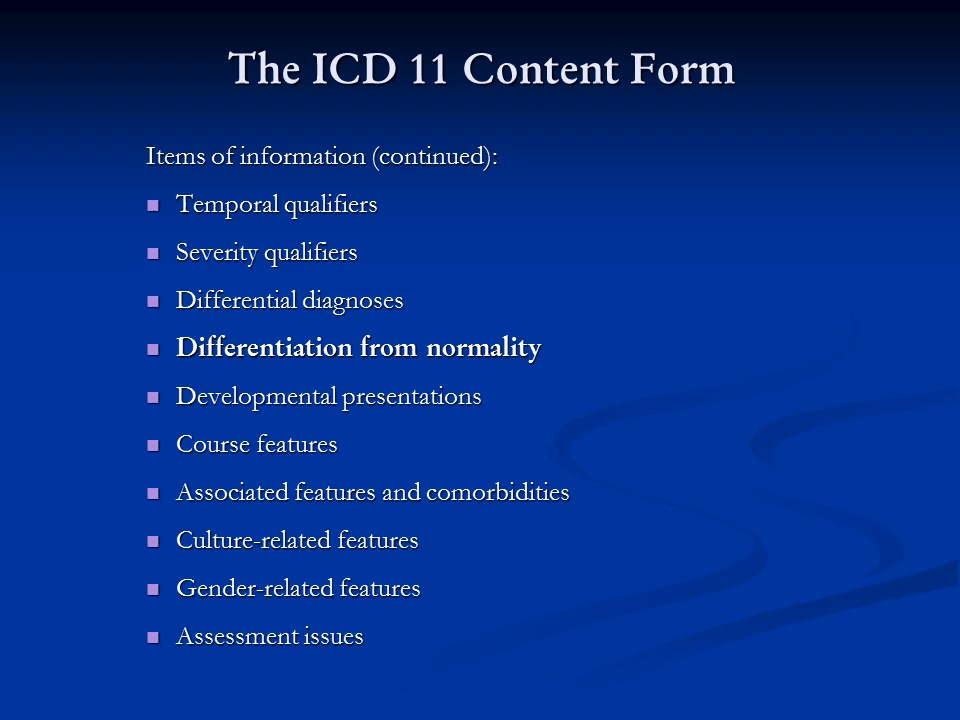 The ICD 11 Content Form
Items of information (continued):
Temporal qualifiers
Severity qualifiers
Differential diagnoses
Differentiation from normality
Developmental presentations
Course features
Associated features and comorbidities
Culture-related features
Gender-related features
Assessment issues